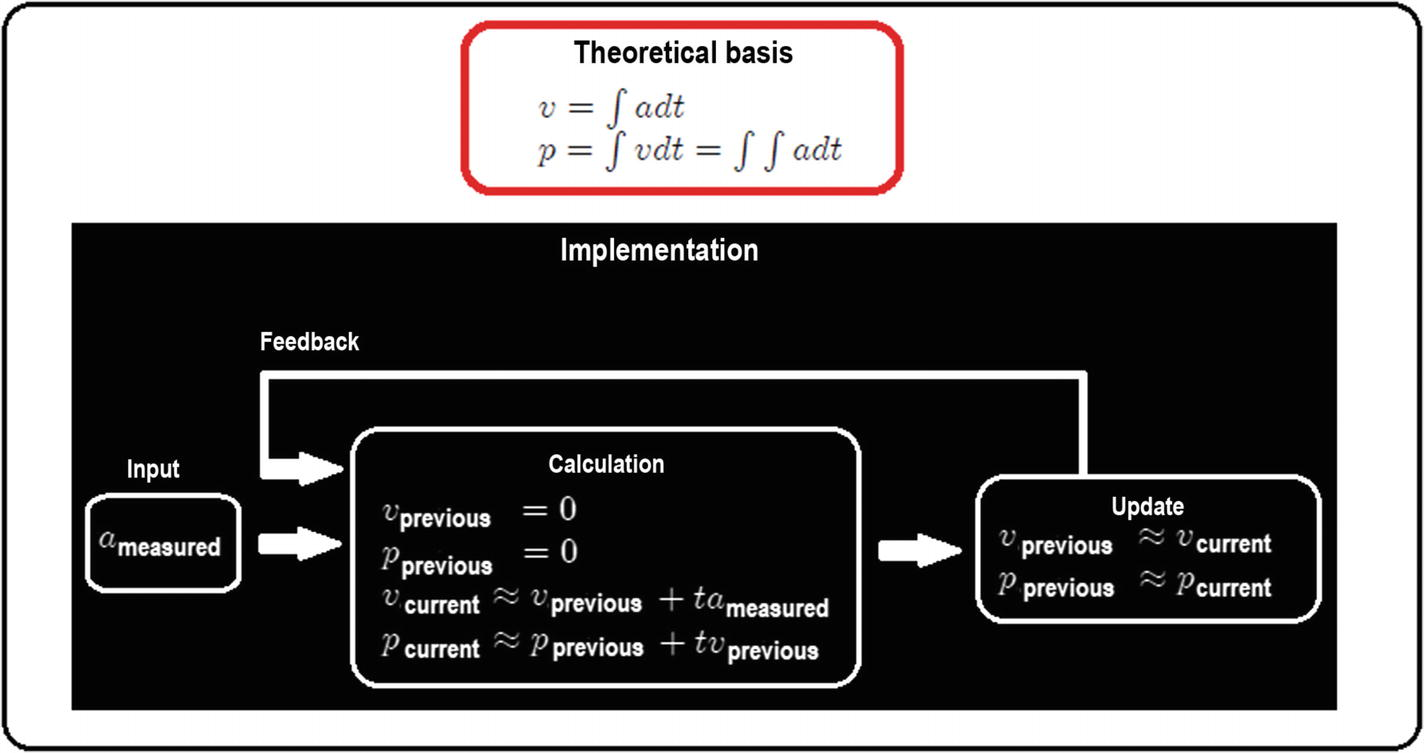 Theoretical basis
v = ∫ adt
p = ∫ vdt = ∫ ∫ adt
Implementation
Feedback
Input
a measured
Calculation
v previous = 0
p previous = 0
v current ≈ v previous + ta measured
p current ≈ p previous + tv previous
Update
v previous ≈ v current
p previous ≈ p current